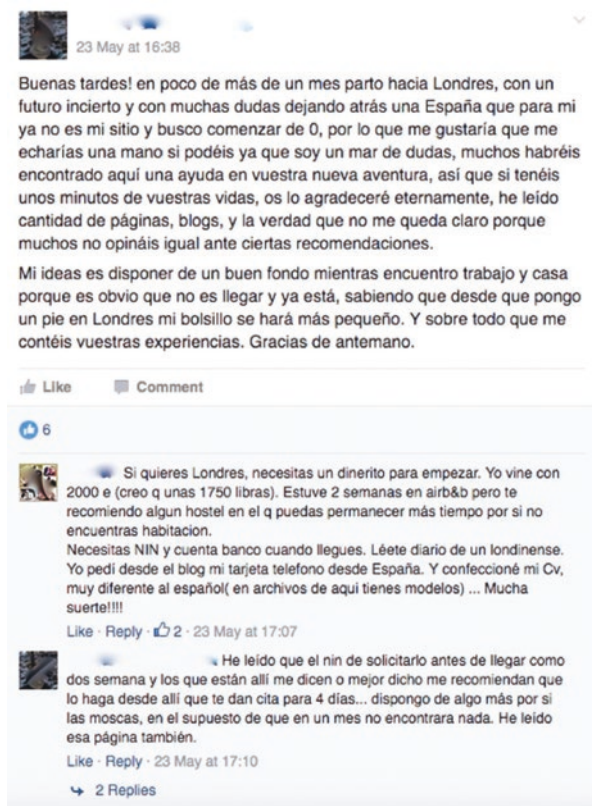 23 May at 16:38
Buenas tardes! en poco de más de un mes parto hacia Londres, con un
futuro incierto y con muchas dudas dejando atrás una España que para mi
ya no es mi sitio y busco comenzar de 0, por lo que me gustaría que me
echarías una mano si podéis ya que soy un mar de dudas, muchos habréis
encontrado aquí una ayuda en vuestra nueva aventura, así que si tenéis
unos minutos de vuestras vidas, os lo agradeceré eternamente, he leído
cantidad de páginas, blogs, y la verdad que no me queda claro porque
muchos no opináis igual ante ciertas recomendaciones.
Mi ideas es disponer de un buen fondo mientras encuentro trabajo y casa
porque es obvio que no es llegar y ya está, sabiendo que desde que pongo
un pie en Londres mi bolsillo se hará más pequeño. Y sobre todo que me
contéis vuestras experiencias. Gracias de antemano.
Like Comment
6
Si quieres Londres, necesitas un dinerito para empezar. Yo vine con
2000 e (creo q unas 1750 libras). Estuve 2 semanas en airb&b pero te
recomiendo algun hostel en el q puedas permanecer más tiempo por si no
encuentras habitacion.
Necesitas NIN y cuenta banco cuando llegues. Léete diario de un londinense.
Yo pedí desde el blog mi tarjeta telefono desde España. Y confeccioné mi Cv,
muy diferente al español( en archivos de aqui tienes modelos) ... Mucha
suerte!!!!
Like · Reply · 2 · 23 May at 17:07
He leído que el nin de solicitarlo antes de llegar como
dos semana y los que están allí me dicen o mejor dicho me recomiendan que
lo haga desde allí que te dan cita para 4 días... dispongo de algo más por si
las moscas, en el supuesto de que en un mes no encontrara nada. He leído
esa página también.
Like · Reply · 23 May at 17:10
2 Replies